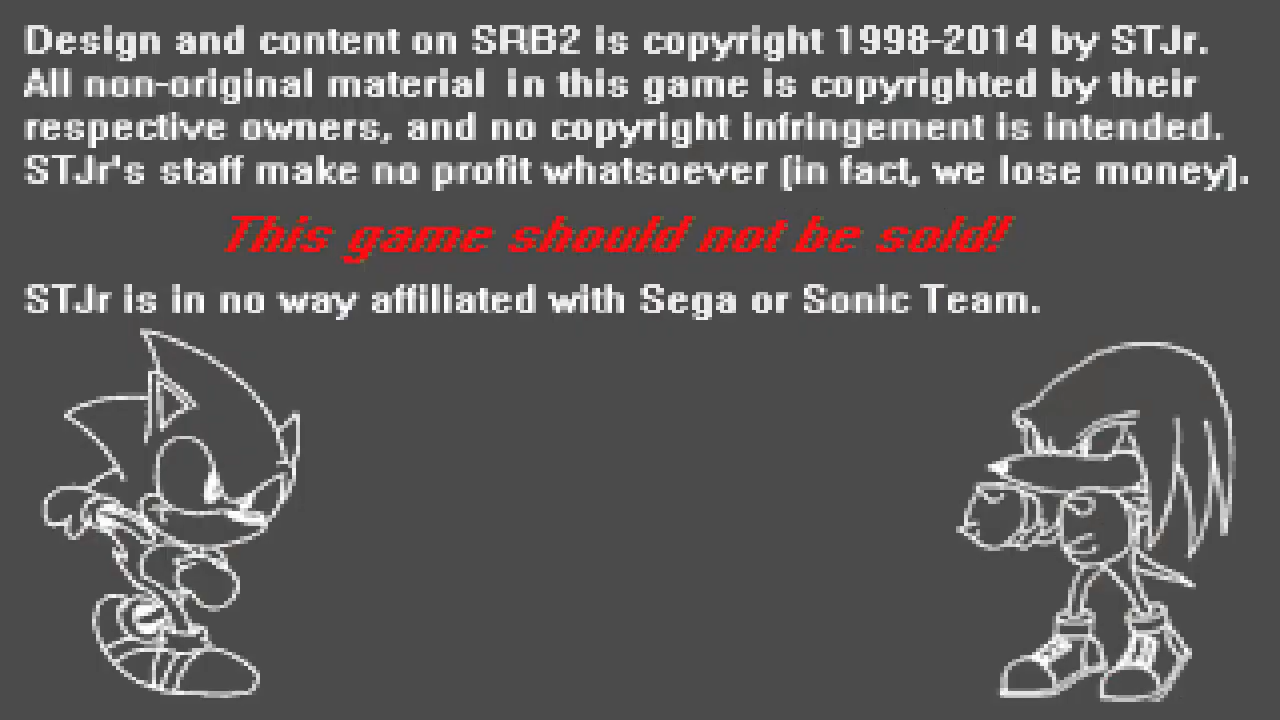 Design and content on SRB2 is copyright 1998-2014 by STJr.
All non-original material in this game is copyrighted by their
respective owners, and no copyright infringement is intended.
STJr's staff make no profit whatsoever (in fact, we lose money).
This game should not be sold!
STJr is in no way affiliated with Sega or Sonic Team.